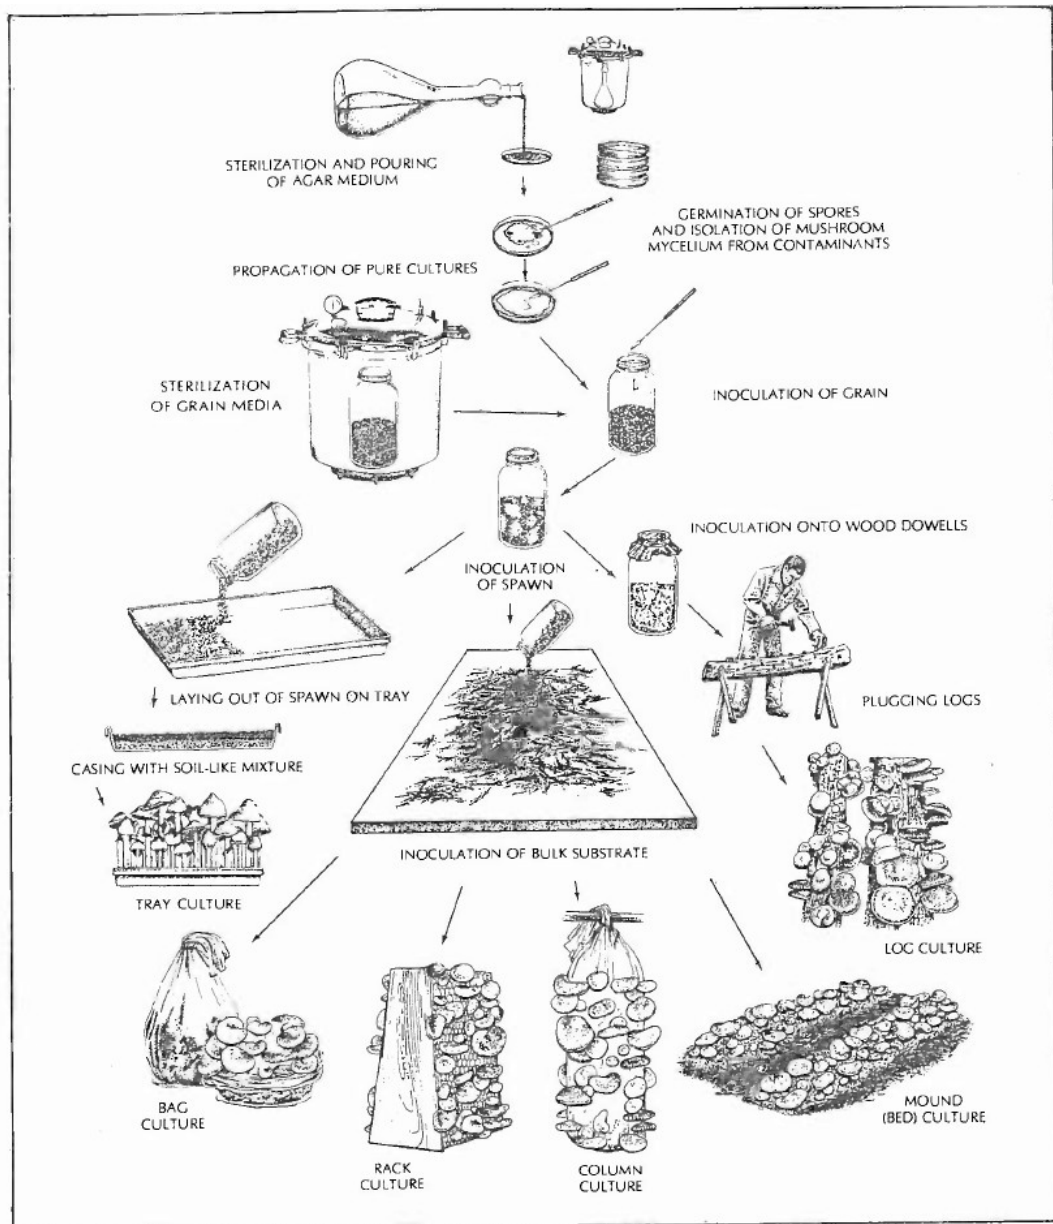 STERILIZATION AND POURING
OF AGAR MEDIUM
GERMINATION OF SPORES
AND ISOLATION OF MUSHROOM
MYCELIUM FROM CONTAMINANTS
PROPAGATION OF PURE CULTURES
STERILIZATION
OF GRAIN MEDIA
INOCULATION OF GRAIN
INOCULATION ONTO WOOD DOWELLS
INOCULATION
OF SPAWN
LAYING OUT OF SPAWN ON TRAY
PLUGGING LOGS
CASING WITH SOIL-LIKE MIXTURE
INOCULATION OF BULK SUBSTRATE
TRAY CULTURE
LOG CULTURE
BAG
CULTURE
MOUND
(BED) CULTURE
RACK
CULTURE
COLUMN
CULTURE